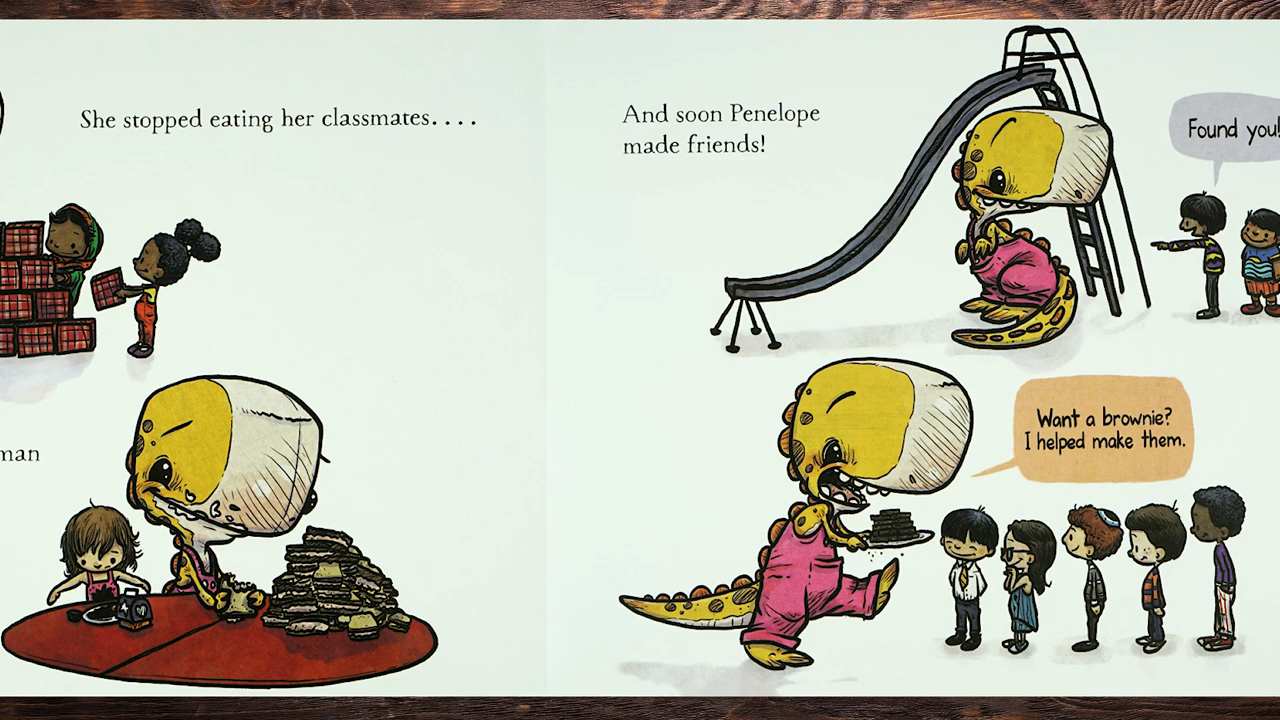 She stopped eating her classmates....
man
And soon Penelope
made friends!
Found you!
Want a brownie?
I helped make them.